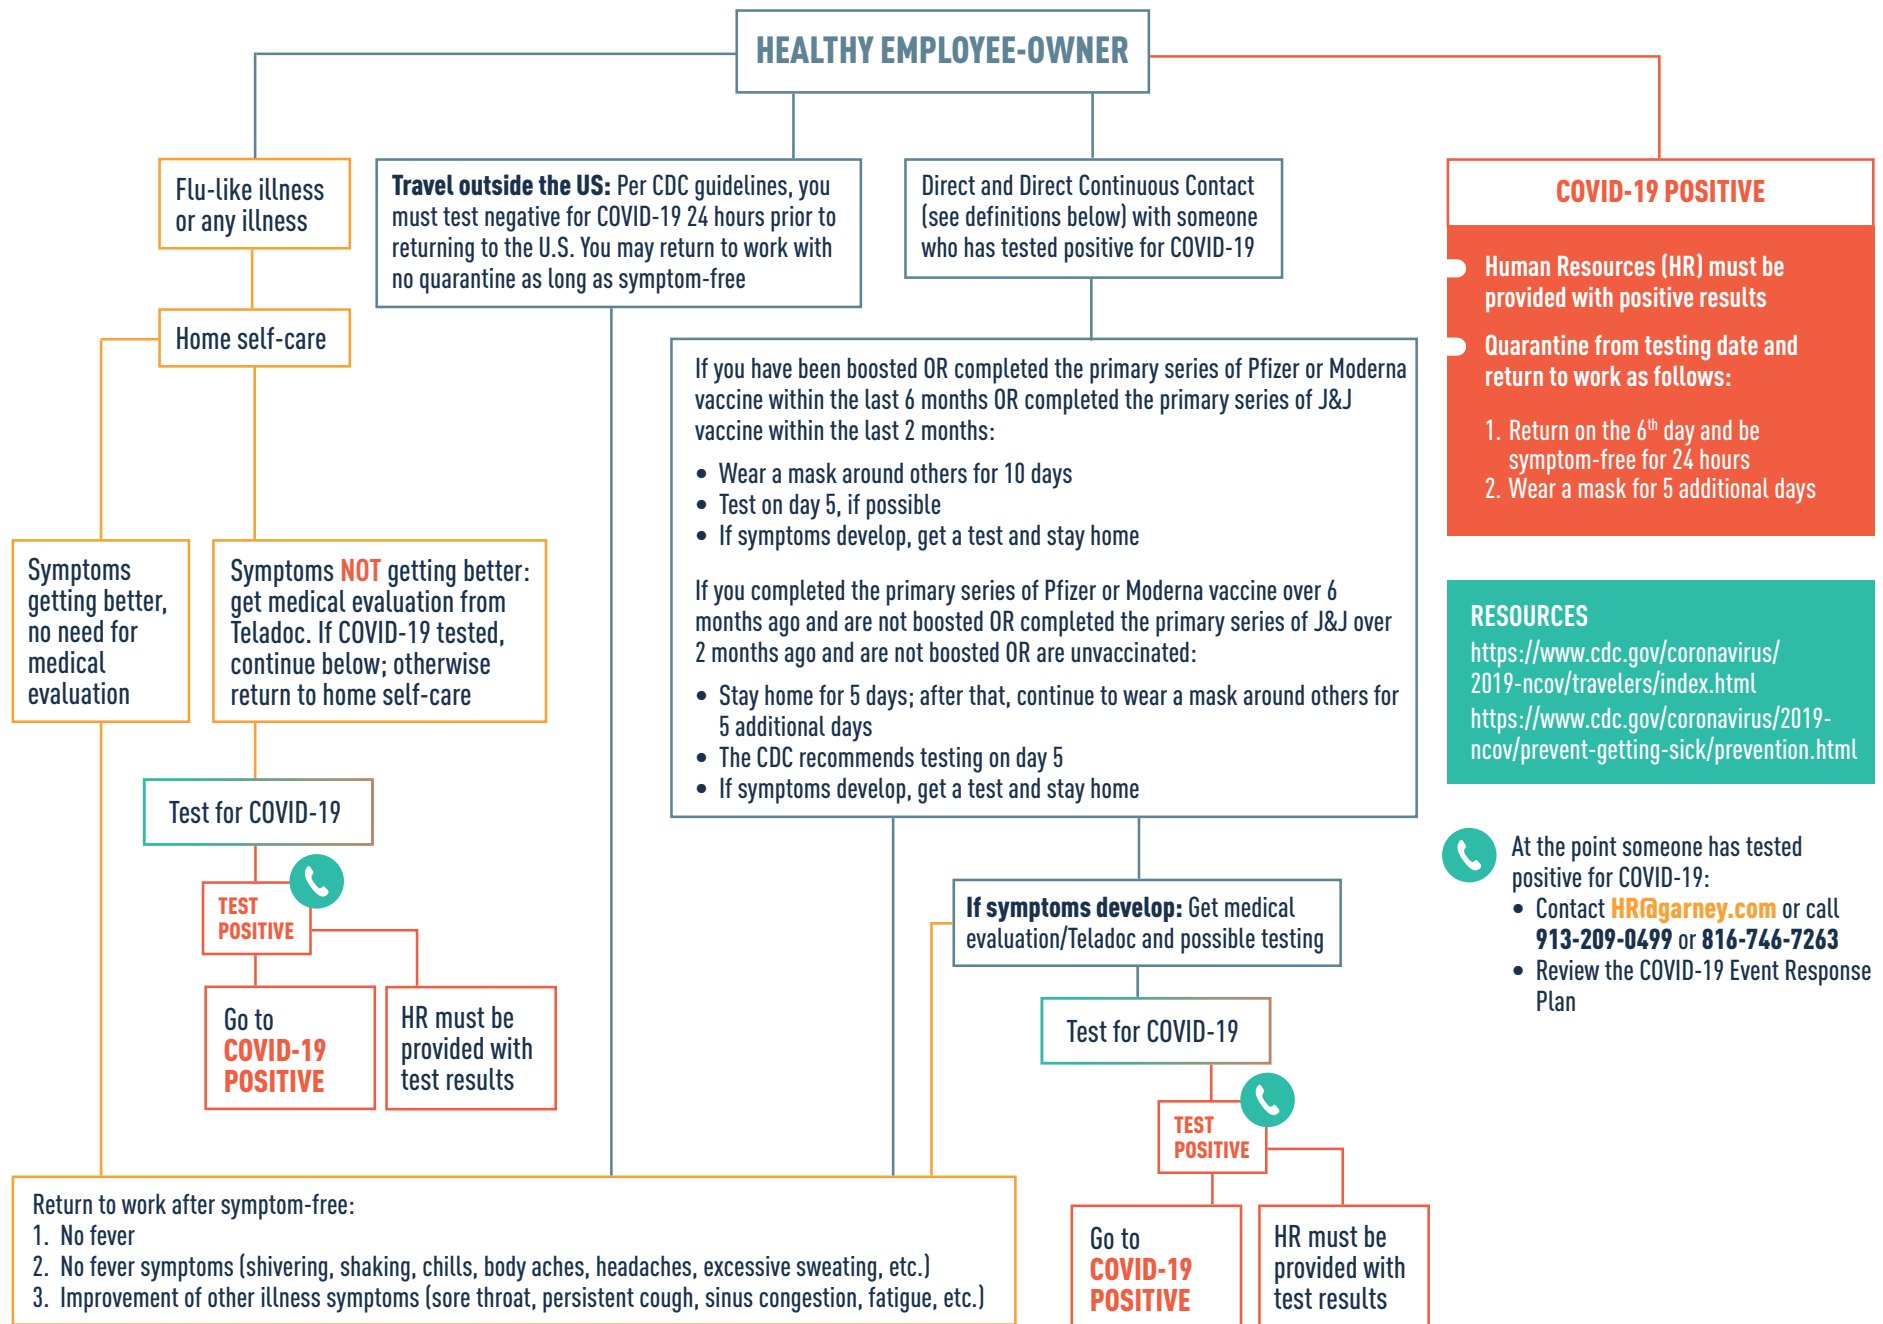 HEALTHY EMPLOYEE-OWNER
Flu-like illness
or any illness
Travel outside the US: Per CDC guidelines, you
must test negative for COVID-19 24 hours prior to
returning to the U.S. You may return to work with
no quarantine as long as symptom-free
Direct and Direct Continuous Contact
(see definitions below) with someone
who has tested positive for COVID-19
COVID-19 POSITIVE
Human Resources (HR) must be
provided with positive results
Quarantine from testing date and
return to work as follows:
1. Return on the 6th day and be
symptom-free for 24 hours
2. Wear a mask for 5 additional days
Home self-care
If you have been boosted OR completed the primary series of Pfizer or Moderna
vaccine within the last 6 months OR completed the primary series of J&J
vaccine within the last 2 months:
• Wear a mask around others for 10 days
• Test on day 5, if possible
• If symptoms develop, get a test and stay home
If you completed the primary series of Pfizer or Moderna vaccine over 6
months ago and are not boosted OR completed the primary series of J&J over
2 months ago and are not boosted OR are unvaccinated:
• Stay home for 5 days; after that, continue to wear a mask around others for
5 additional days
• The CDC recommends testing on day 5
• If symptoms develop, get a test and stay home
Symptoms
getting better,
no need for
medical
evaluation
Symptoms NOT getting better:
get medical evaluation from
Teladoc. If COVID-19 tested,
continue below; otherwise
return to home self-care
RESOURCES
https://www.cdc.gov/coronavirus/
2019-ncov/travelers/index.html
https://www.cdc.gov/coronavirus/2019-
ncov/prevent-getting-sick/prevention.html
Test for COVID-19
TEST
POSITIVE
Go to
COVID-19
POSITIVE
HR must be
provided with
test results
If symptoms develop: Get medical
evaluation/Teladoc and possible testing
At the point someone has tested
positive for COVID-19:
• Contact HR@garney.com or call
913-209-0499 or 816-746-7263
• Review the COVID-19 Event Response
Plan
Test for COVID-19
TEST
POSITIVE
Go to
COVID-19
POSITIVE
HR must be
provided with
test results
Return to work after symptom-free:
1. No fever
2. No fever symptoms (shivering, shaking, chills, body aches, headaches, excessive sweating, etc.)
3. Improvement of other illness symptoms (sore throat, persistent cough, sinus congestion, fatigue, etc.)